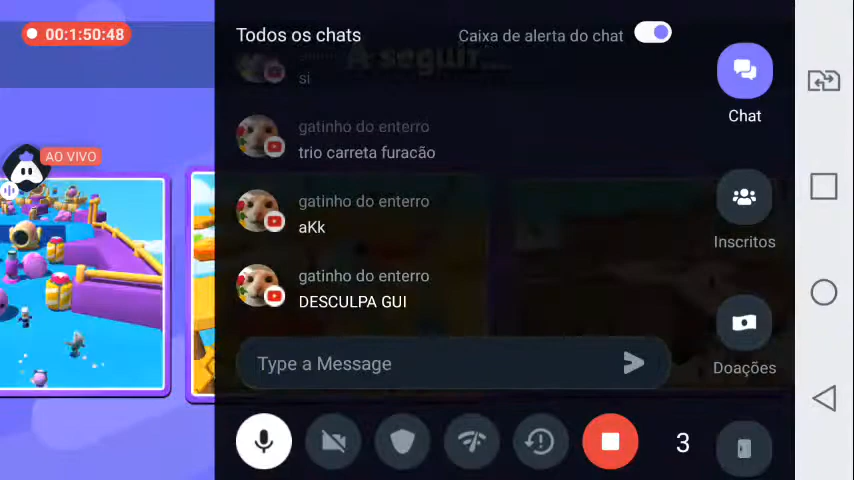 00:1:50:48
Todos os chats
Caixa de alerta do chat
A seguir...
si
Chat
gatinho do enterro
trio carreta furacão
AO VIVO
gatinho do enterro
aKk
Inscritos
gatinho do enterro
DESCULPA GUI
Type a Message
Doações
3